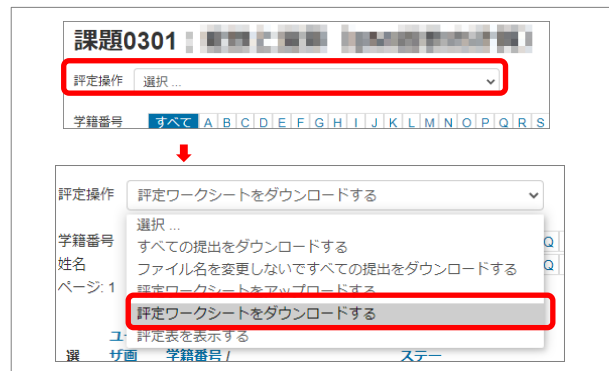 課題0301
評定操作 選択 ...
学籍番号 すべて A B C D E F G H I J K L M N O P Q R S
評定操作 評定ワークシートをダウンロードする
選択 ...
学籍番号 すべての提出をダウンロードする Q
姓名 ファイル名を変更しないですべての提出をダウンロードする Q
ページ: 1 評定ワークシートをアップロードする
評定ワークシートをダウンロードする
ユー 評定表を表示する
選 ザ画 学籍番号 / ステー